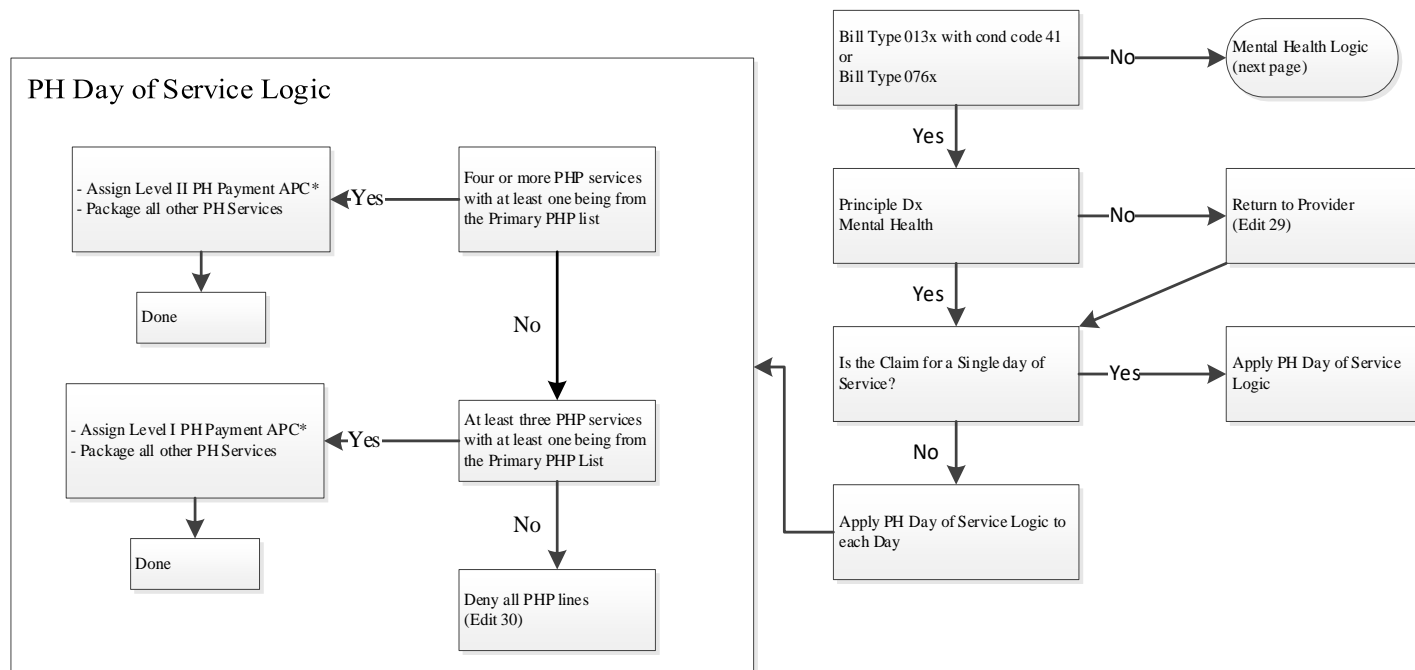 PH Day of Service Logic
- Assign Level II PH Payment APC*
- Package all other PH Services
Yes
Four or more PHP services
with at least one being from
the Primary PHP list
Done
No
- Assign Level I PH Payment APC*
- Package all other PH Services
Yes
At least three PHP services
with at least one being from
the Primary PHP List
Done
No
Deny all PHP lines
(Edit 30)
Bill Type 013x with cond code 41
or
Bill Type 076x
No
Mental Health Logic
(next page)
Yes
Principle Dx
Mental Health
No
Return to Provider
(Edit 29)
Yes
Is the Claim for a Single day of
Service?
Yes
Apply PH Day of Service
Logic
No
Apply PH Day of Service Logic to
each Day